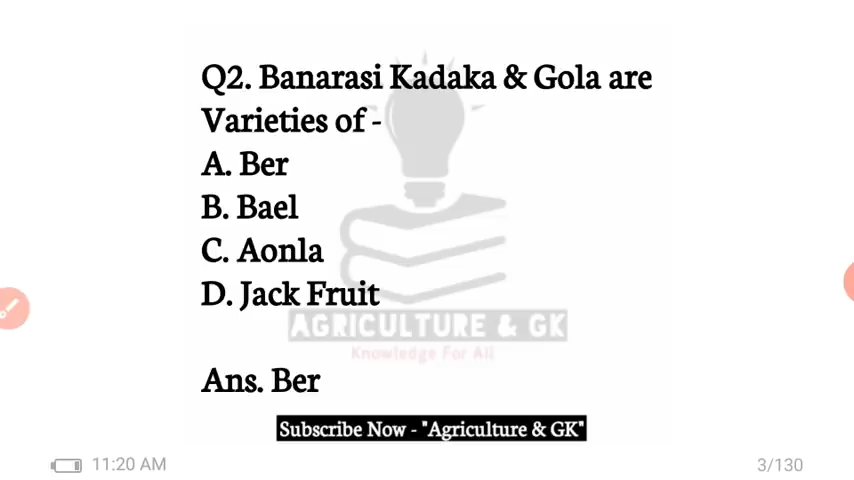 Q2. Banarasi Kadaka & Gola are
Varieties of -
A. Ber
B. Bael
C. Aonla
D. Jack Fruit
AGRICULTURE & GK
Knowledge For All
Ans. Ber
Subscribe Now - "Agriculture & GK"
11:20 AM
3/130